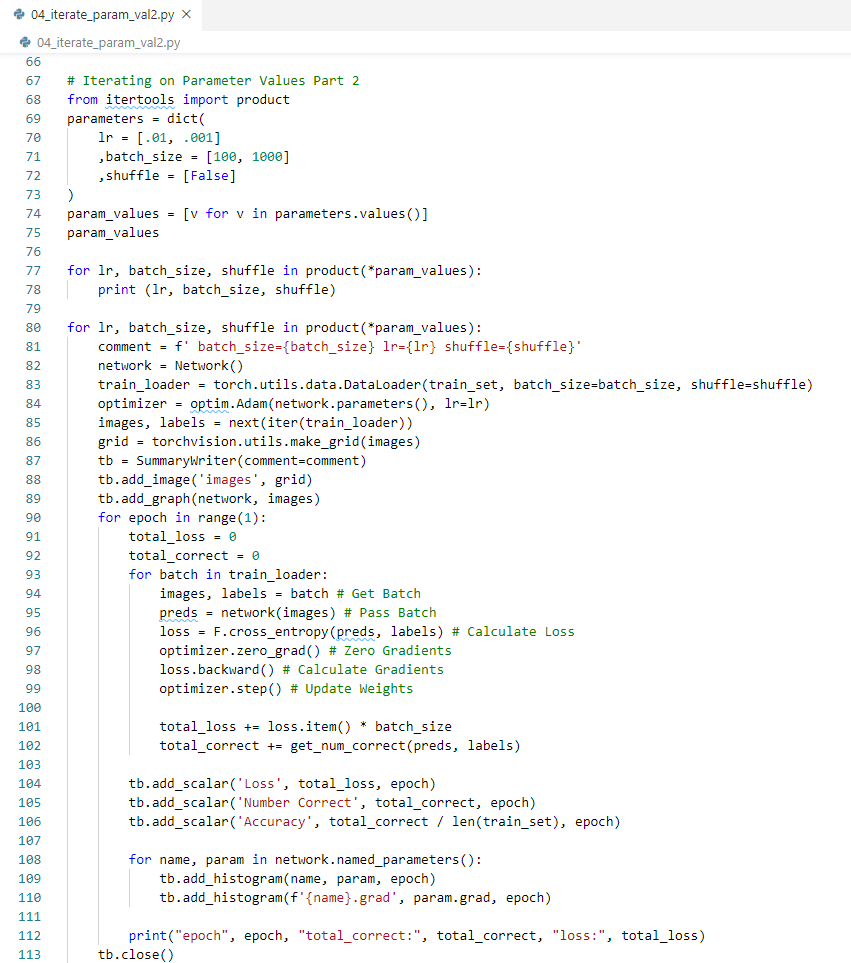 04_iterate_param_val2.py ×
04_iterate_param_val2.py
66
67 # Iterating on Parameter Values Part 2
68 from itertools import product
69 parameters = dict(
70     lr = [.01, .001]
71     ,batch_size = [100, 1000]
72     ,shuffle = [False]
73 )
74 param_values = [v for v in parameters.values()]
75 param_values
76
77 for lr, batch_size, shuffle in product(*param_values):
78     print (lr, batch_size, shuffle)
79
80 for lr, batch_size, shuffle in product(*param_values):
81     comment = f' batch_size={batch_size} lr={lr} shuffle={shuffle}'
82     network = Network()
83     train_loader = torch.utils.data.DataLoader(train_set, batch_size=batch_size, shuffle=shuffle)
84     optimizer = optim.Adam(network.parameters(), lr=lr)
85     images, labels = next(iter(train_loader))
86     grid = torchvision.utils.make_grid(images)
87     tb = SummaryWriter(comment=comment)
88     tb.add_image('images', grid)
89     tb.add_graph(network, images)
90     for epoch in range(1):
91         total_loss = 0
92         total_correct = 0
93         for batch in train_loader:
94             images, labels = batch # Get Batch
95             preds = network(images) # Pass Batch
96             loss = F.cross_entropy(preds, labels) # Calculate Loss
97             optimizer.zero_grad() # Zero Gradients
98             loss.backward() # Calculate Gradients
99             optimizer.step() # Update Weights
100
101             total_loss += loss.item() * batch_size
102             total_correct += get_num_correct(preds, labels)
103
104         tb.add_scalar('Loss', total_loss, epoch)
105         tb.add_scalar('Number Correct', total_correct, epoch)
106         tb.add_scalar('Accuracy', total_correct / len(train_set), epoch)
107
108         for name, param in network.named_parameters():
109             tb.add_histogram(name, param, epoch)
110             tb.add_histogram(f'{name}.grad', param.grad, epoch)
111
112         print("epoch", epoch, "total_correct:", total_correct, "loss:", total_loss)
113     tb.close()